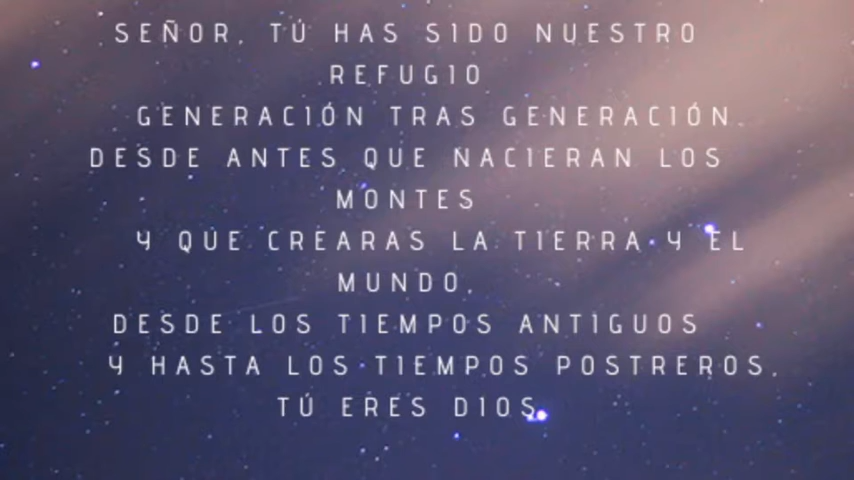 SEÑOR, TÚ HAS SIDO NUESTRO
REFUGIO
GENERACIÓN TRAS GENERACIÓN.
DESDE ANTES QUE NACIERAN LOS
MONTES
Y QUE CREARAS LA TIERRA Y EL
MUNDO,
DESDE LOS TIEMPOS ANTIGUOS
Y HASTA LOS TIEMPOS POSTREROS,
TÚ ERES DIOS.